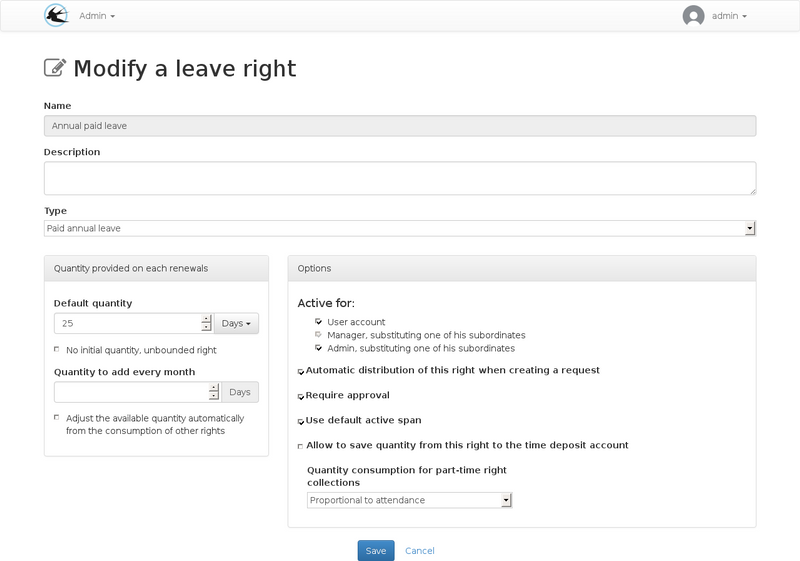 Admin
admin
Modify a leave right
Name
Annual paid leave
Description
Type
Paid annual leave
Quantity provided on each renewals
Default quantity
25
Days
No initial quantity, unbounded right
Quantity to add every month
Days
Adjust the available quantity automatically
from the consumption of other rights
Options
Active for:
User account
Manager, substituting one of his subordinates
Admin, substituting one of his subordinates
Automatic distribution of this right when creating a request
Require approval
Use default active span
Allow to save quantity from this right to the time deposit account
Quantity consumption for part-time right
collections
Proportional to attendance
Save
Cancel